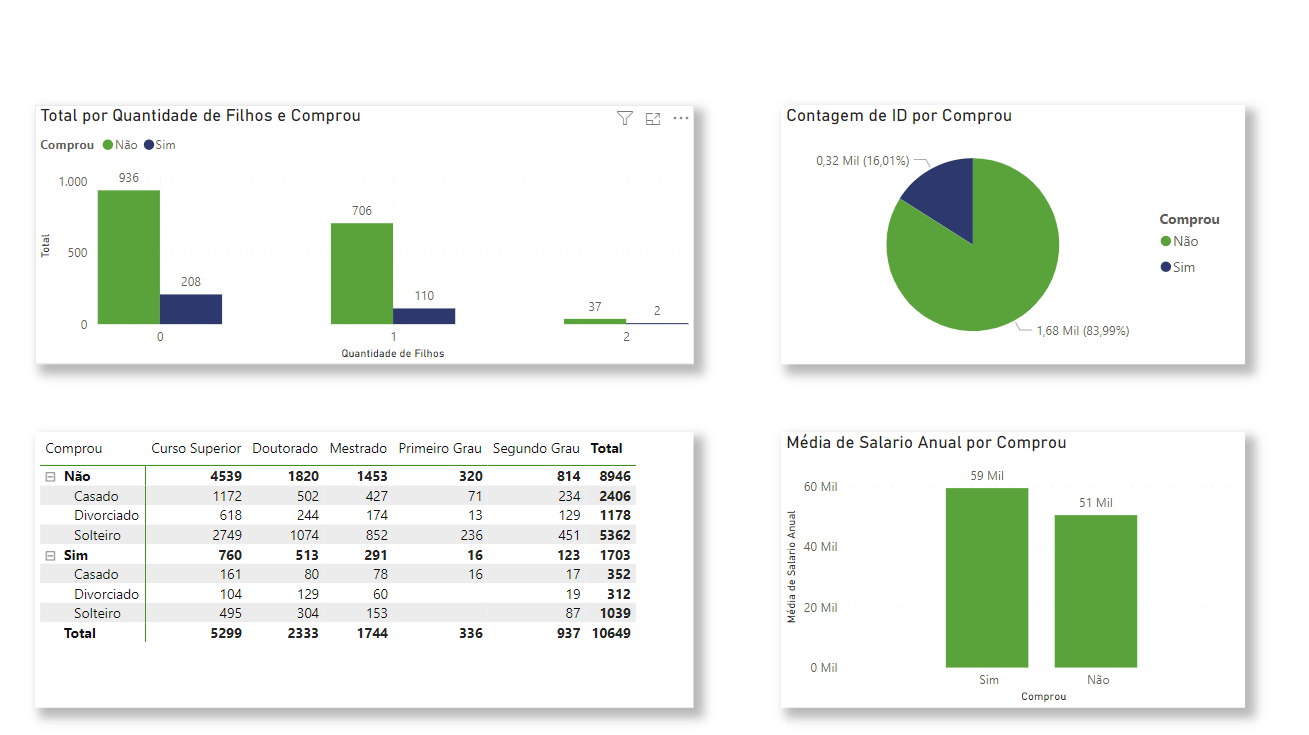 Total por Quantidade de Filhos e Comprou
Comprou Não Sim
1.000
500
0
Total
936
208
706
110
37
2
0 1 2
Quantidade de Filhos
Contagem de ID por Comprou
0,32 Mil (16,01%)
1,68 Mil (83,99%)
Comprou
Não
Sim
Comprou Curso Superior Doutorado Mestrado Primeiro Grau Segundo Grau Total
Não 4539 1820 1453 320 814 8946
Casado 1172 502 427 71 234 2406
Divorciado 618 244 174 13 129 1178
Solteiro 2749 1074 852 236 451 5362
Sim 760 513 291 16 123 1703
Casado 161 80 78 16 17 352
Divorciado 104 129 60 19 312
Solteiro 495 304 153 87 1039
Total 5299 2333 1744 336 937 10649
Média de Salario Anual por Comprou
60 Mil
40 Mil
20 Mil
0 Mil
Média de Salario Anual
59 Mil
51 Mil
Sim Não
Comprou